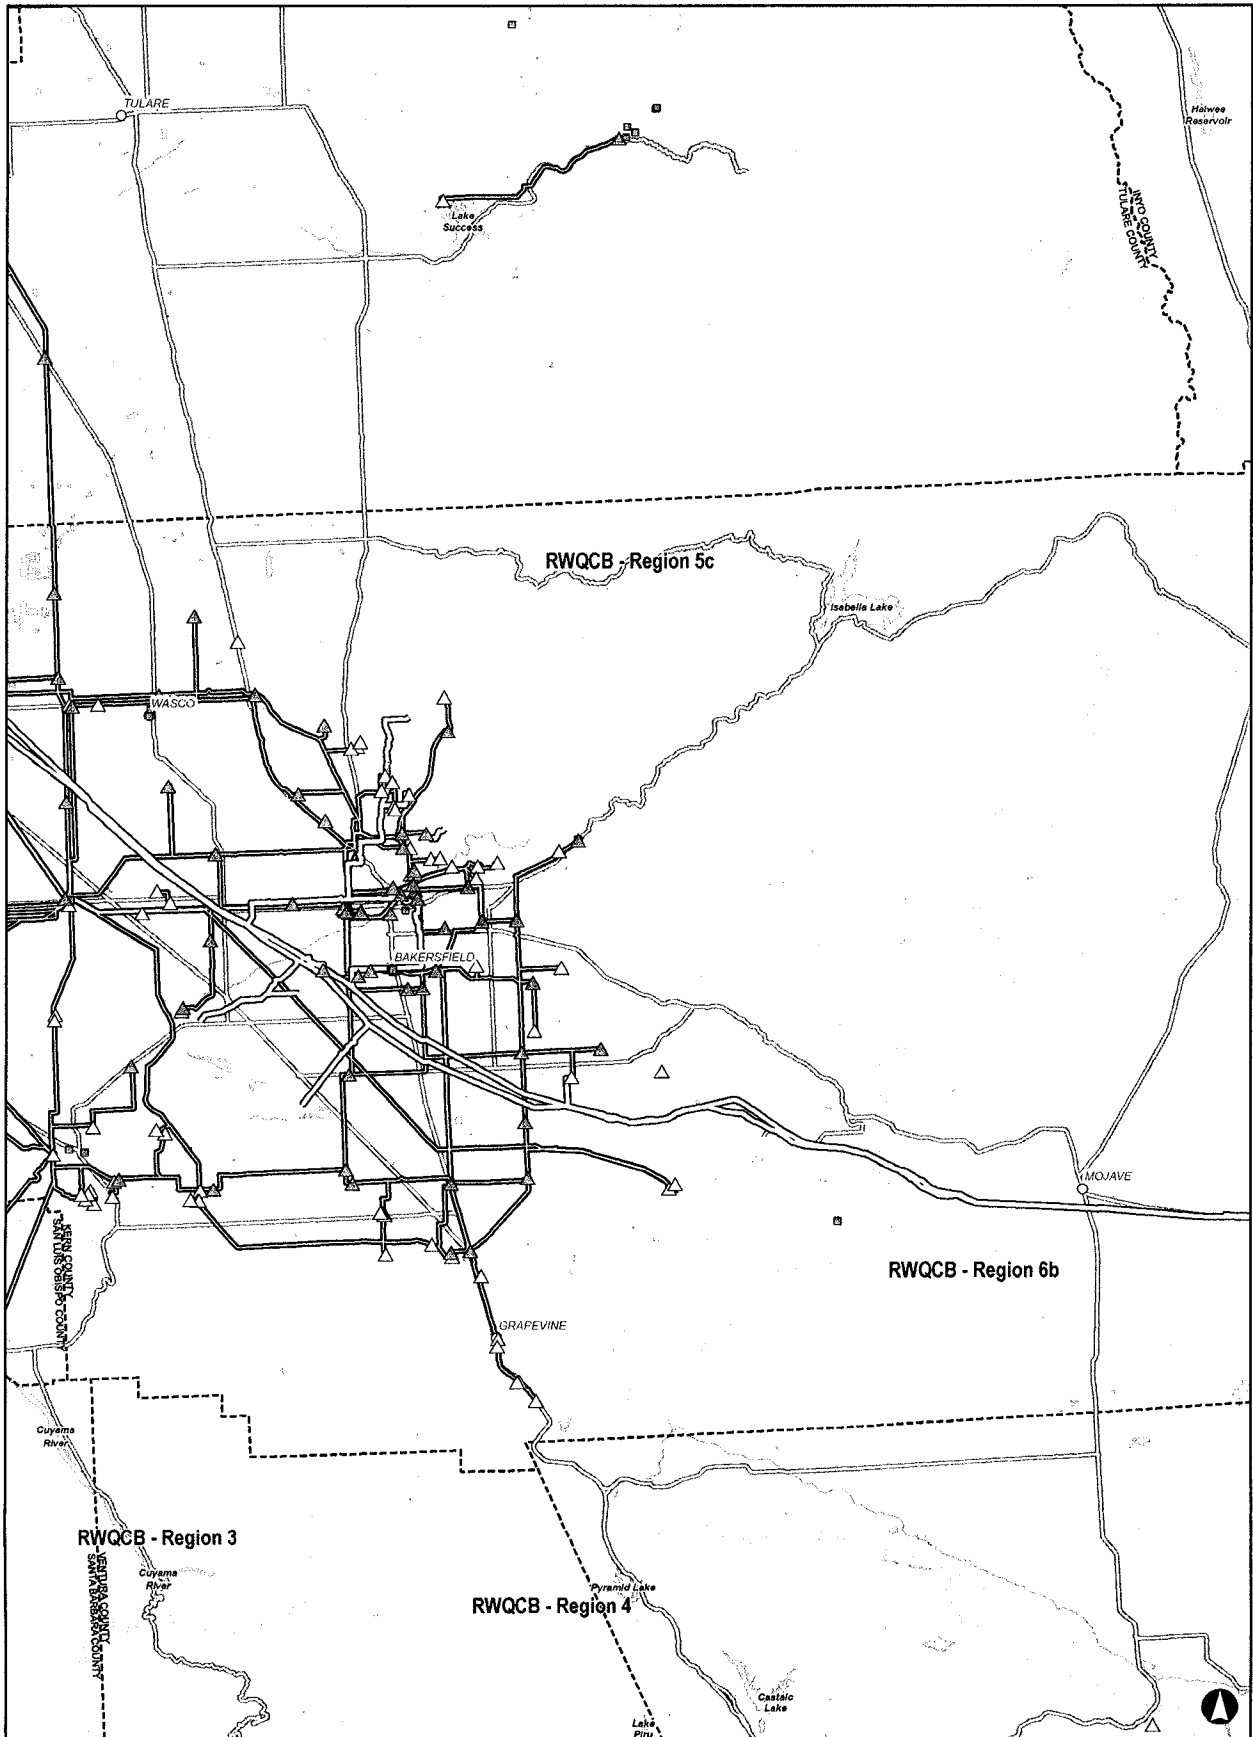 TULARE
Haiwee
Reservoir
Lake
Success
INYO COUNTY
TULARE COUNTY
RWQCB - Region 5c
Isabella Lake
WASCO
BAKERSFIELD
MOJAVE
KERN COUNTY
SAN LUIS OBISPO COUNTY
RWQCB - Region 6b
GRAPEVINE
Cuyama
River
RWQCB - Region 3
VENTURA COUNTY
SANTA BARBARA COUNTY
Cuyama
River
Pyramid Lake
RWQCB - Region 4
Castaic
Lake
Lake
Piru